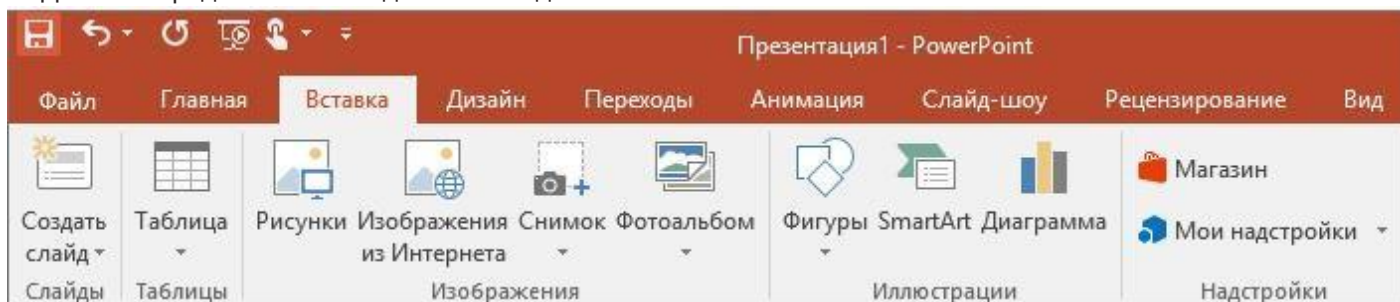 Презентация1 - PowerPoint
Файл Главная Вставка Дизайн Переходы Анимация Слайд-шоу Рецензирование Вид
Создать слайд
Таблица
Рисунки
Изображения из Интернета
Снимок
Фотоальбом
Фигуры
SmartArt
Диаграмма
Магазин
Мои надстройки
Слайды Таблицы Изображения Иллюстрации Надстройки